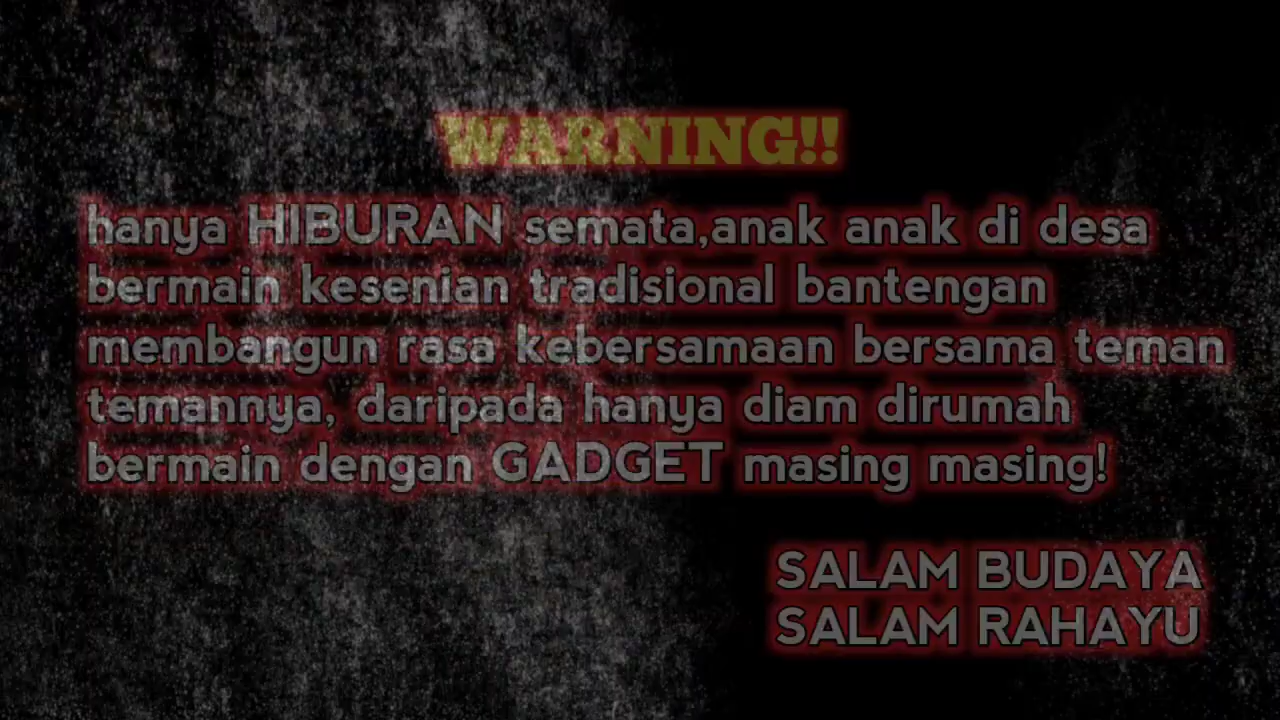 WARNING!!
hanya HIBURAN semata,anak anak di desa
bermain kesenian tradisional bantengan
membangun rasa kebersamaan bersama teman
temannya, daripada hanya diam dirumah
bermain dengan GADGET masing masing!
SALAM BUDAYA
SALAM RAHAYU